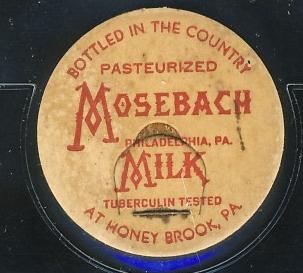 BOTTLED IN THE COUNTRY
PASTEURIZED
MOSEBACH
PHILADELPHIA, PA.
MILK
TUBERCULIN TESTED
AT HONEY BROOK, PA.